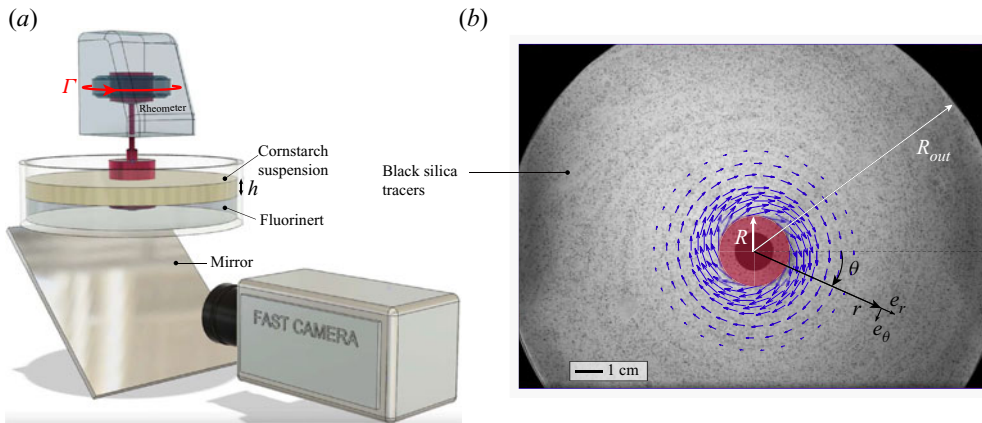 (a)
(b)
Γ
Rheometer
Cornstarch
suspension
h
Fluorinert
Mirror
FAST CAMERA
Black silica
tracers
R_out
R
θ
r
e_r
e_θ
1 cm